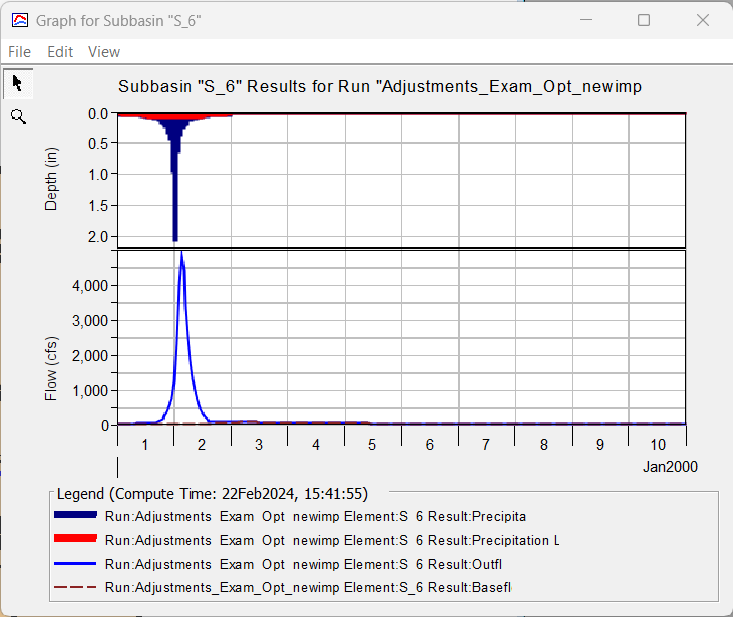 Graph for Subbasin "S_6"
File Edit View
Subbasin "S_6" Results for Run "Adjustments_Exam_Opt_newimp
0.0
0.5
1.0
1.5
2.0
Depth (in)
4,000
3,000
2,000
1,000
0
Flow (cfs)
1 2 3 4 5 6 7 8 9 10
Jan2000
Legend (Compute Time: 22Feb2024, 15:41:55)
Run:Adjustments Exam Opt newimp Element:S 6 Result:Precipita
Run:Adjustments Exam Opt newimp Element:S 6 Result:Precipitation L
Run:Adjustments Exam Opt newimp Element:S 6 Result:Outfl
Run:Adjustments_Exam_Opt_newimp Element:S_6 Result:Basefl